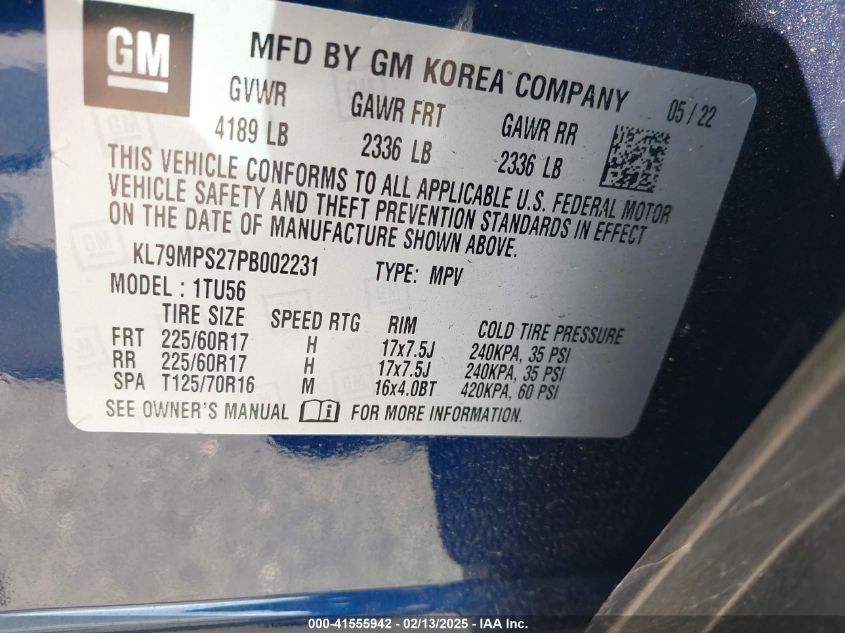 GM MFD BY GM KOREA COMPANY 05/22
GVWR GAWR FRT GAWR RR
4189 LB 2336 LB 2336 LB
THIS VEHICLE CONFORMS TO ALL APPLICABLE U.S. FEDERAL MOTOR
VEHICLE SAFETY AND THEFT PREVENTION STANDARDS IN EFFECT
ON THE DATE OF MANUFACTURE SHOWN ABOVE.
KL79MPS27PB002231 TYPE: MPV
MODEL: 1TU56
TIRE SIZE SPEED RTG RIM COLD TIRE PRESSURE
FRT 225/60R17 H 17x7.5J 240KPA, 35 PSI
RR 225/60R17 H 17x7.5J 240KPA, 35 PSI
SPA T125/70R16 M 16x4.0BT 420KPA, 60 PSI
SEE OWNER'S MANUAL i FOR MORE INFORMATION.
000-41555942 - 02/13/2025 - IAA Inc.